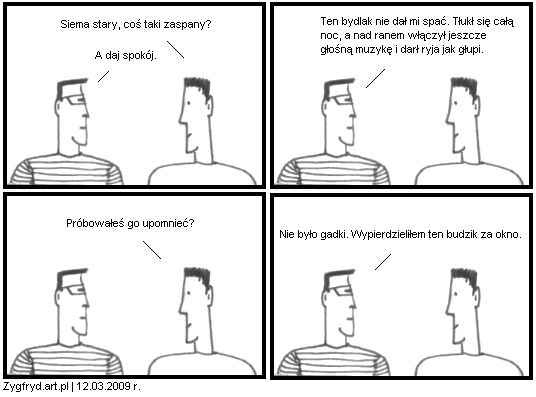 Siema stary, coś taki zaspany?
A daj spokój.
Ten bydlak nie dał mi spać. Tłukł się całą
noc, a nad ranem włączył jeszcze
głośną muzykę i darł ryja jak głupi.
Próbowałeś go upomnieć?
Nie było gadki. Wypierdzieliłem ten budzik za okno.
Zygfryd.art.pl | 12.03.2009 r.